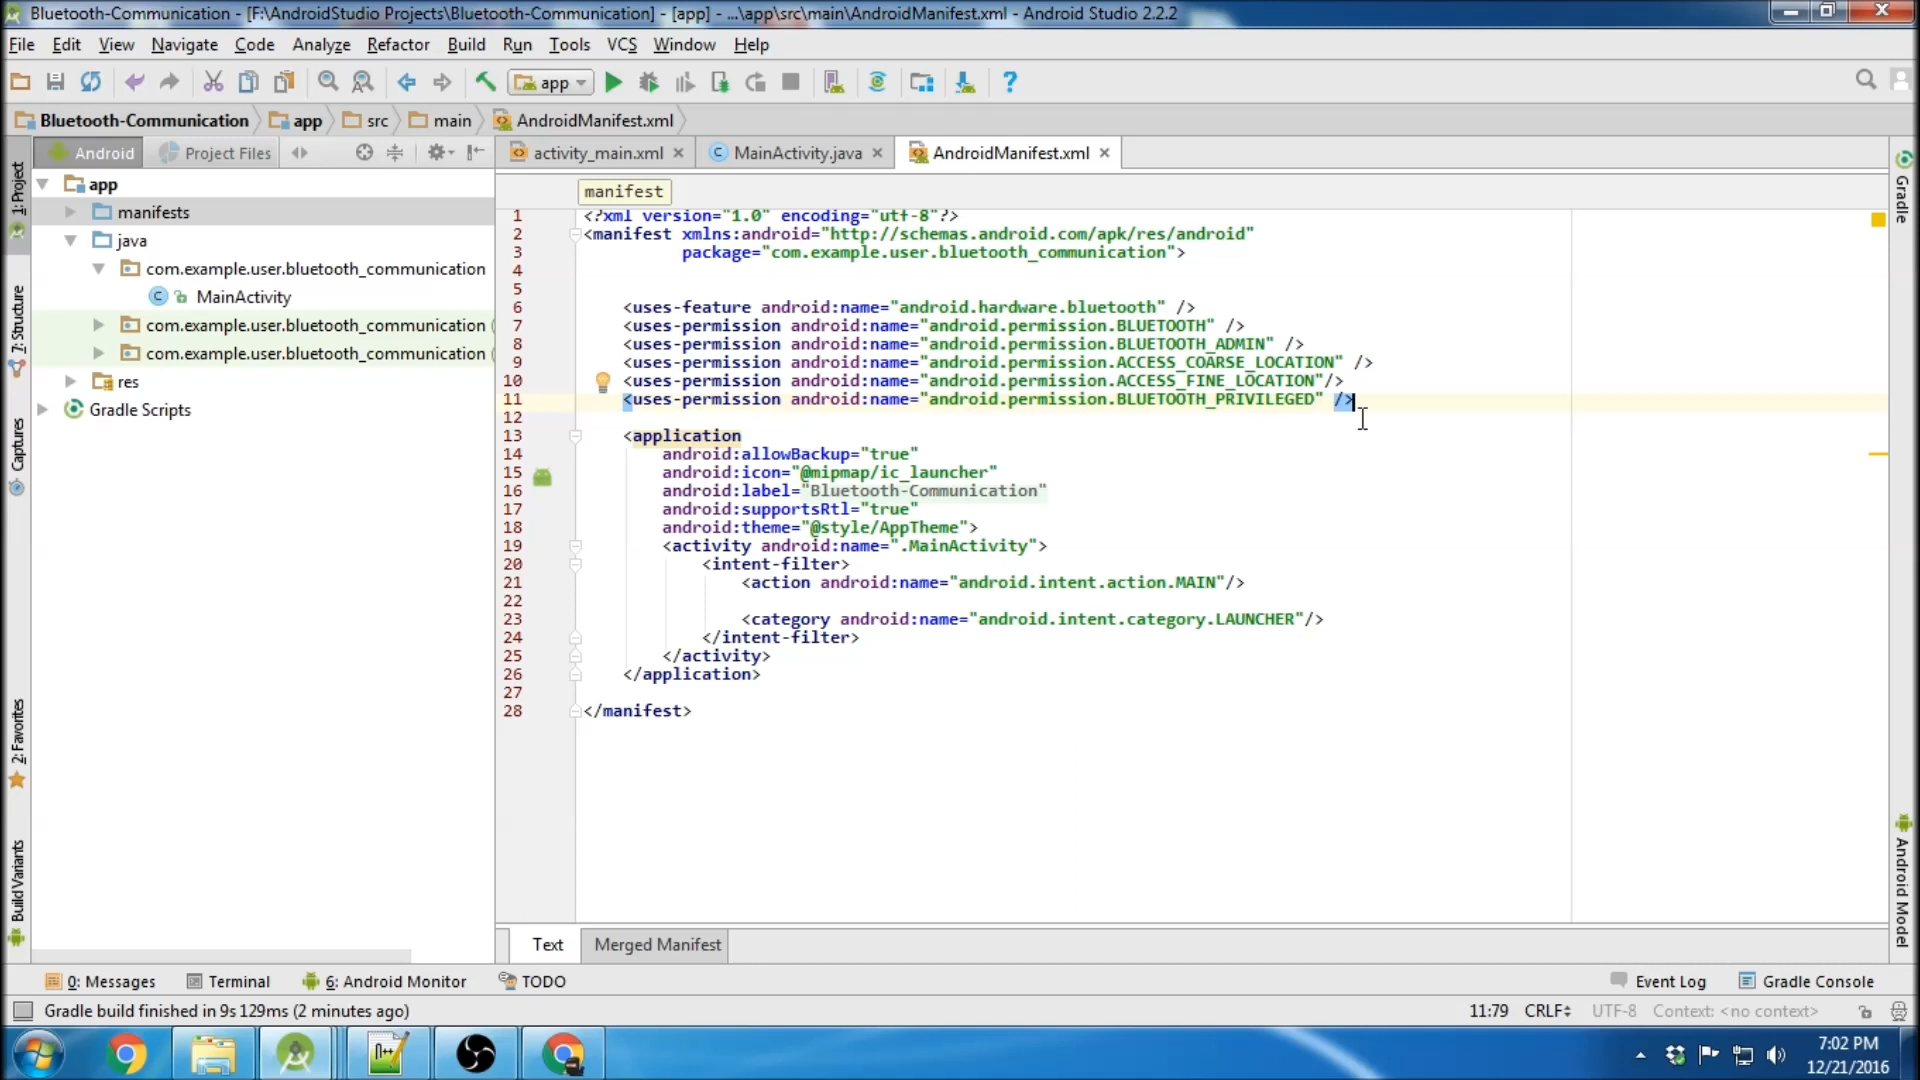 Bluetooth-Communication - [F:\AndroidStudio Projects\Bluetooth-Communication] - [app] - ...\app\src\main\AndroidManifest.xml - Android Studio 2.2.2
File Edit View Navigate Code Analyze Refactor Build Run Tools VCS Window Help
app
Bluetooth-Communication app src main AndroidManifest.xml
Android Project Files
activity_main.xml MainActivity.java AndroidManifest.xml
1: Project
7: Structure
Captures
2: Favorites
Build Variants
app
manifests
java
com.example.user.bluetooth_communication
MainActivity
com.example.user.bluetooth_communication (
com.example.user.bluetooth_communication (
res
Gradle Scripts
manifest
1 <?xml version="1.0" encoding="utf-8"?>
2 <manifest xmlns:android="http://schemas.android.com/apk/res/android"
3 package="com.example.user.bluetooth_communication">
4
5
6 <uses-feature android:name="android.hardware.bluetooth" />
7 <uses-permission android:name="android.permission.BLUETOOTH" />
8 <uses-permission android:name="android.permission.BLUETOOTH_ADMIN" />
9 <uses-permission android:name="android.permission.ACCESS_COARSE_LOCATION" />
10 <uses-permission android:name="android.permission.ACCESS_FINE_LOCATION"/>
11 <uses-permission android:name="android.permission.BLUETOOTH_PRIVILEGED" />
12
13 <application
14 android:allowBackup="true"
15 android:icon="@mipmap/ic_launcher"
16 android:label="Bluetooth-Communication"
17 android:supportsRtl="true"
18 android:theme="@style/AppTheme">
19 <activity android:name=".MainActivity">
20 <intent-filter>
21 <action android:name="android.intent.action.MAIN"/>
22
23 <category android:name="android.intent.category.LAUNCHER"/>
24 </intent-filter>
25 </activity>
26 </application>
27
28 </manifest>
Gradle
Android Model
Text Merged Manifest
0: Messages Terminal 6: Android Monitor TODO Event Log Gradle Console
Gradle build finished in 9s 129ms (2 minutes ago) 11:79 CRLF UTF-8 Context: <no context>
7:02 PM
12/21/2016